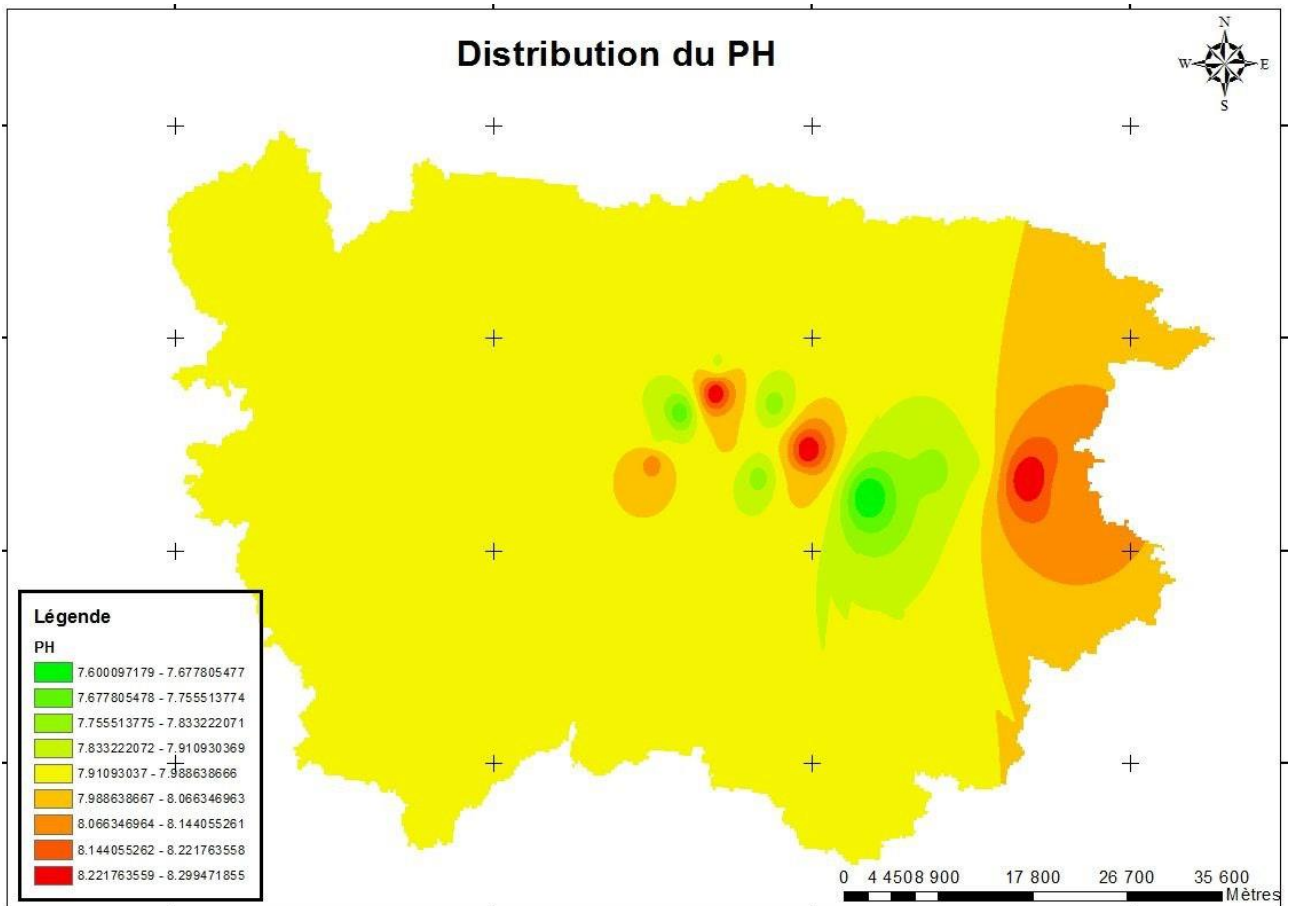 Distribution du PH
N
W E
S
Légende
PH
7.600097179 - 7.677805477
7.677805478 - 7.755513774
7.755513775 - 7.833222071
7.833222072 - 7.910930369
7.91093037 - 7.988638666
7.988638667 - 8.066346963
8.066346964 - 8.144055261
8.144055262 - 8.221763558
8.221763559 - 8.299471855
0 4 450 8 900 17 800 26 700 35 600
Mètres